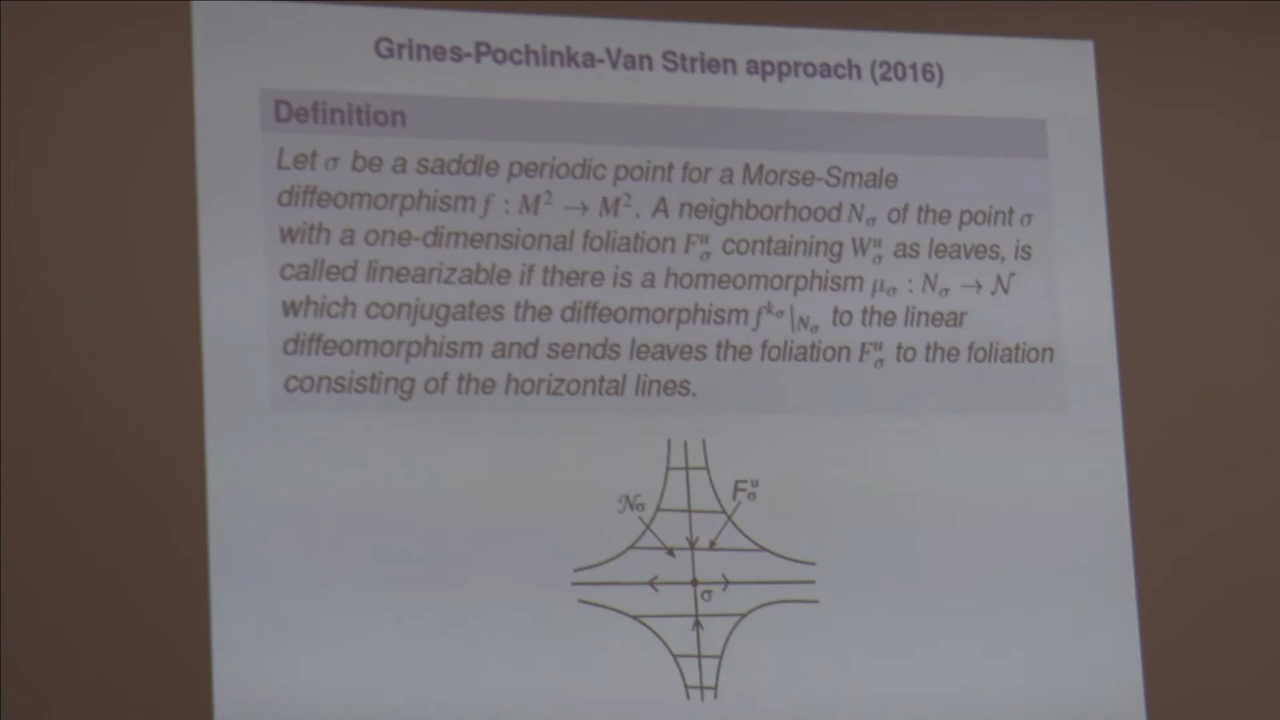 Grines-Pochinka-Van Strien approach (2016)
Definition
Let σ be a saddle periodic point for a Morse-Smale
diffeomorphism f : M² → M². A neighborhood N_σ of the point σ
with a one-dimensional foliation F^u_σ containing W^u_σ as leaves, is
called linearizable if there is a homeomorphism μ_σ : N_σ → 𝒩
which conjugates the diffeomorphism f^{k_σ}|_{N_σ} to the linear
diffeomorphism and sends leaves the foliation F^u_σ to the foliation
consisting of the horizontal lines.
𝒩_σ
F^u_σ
σ